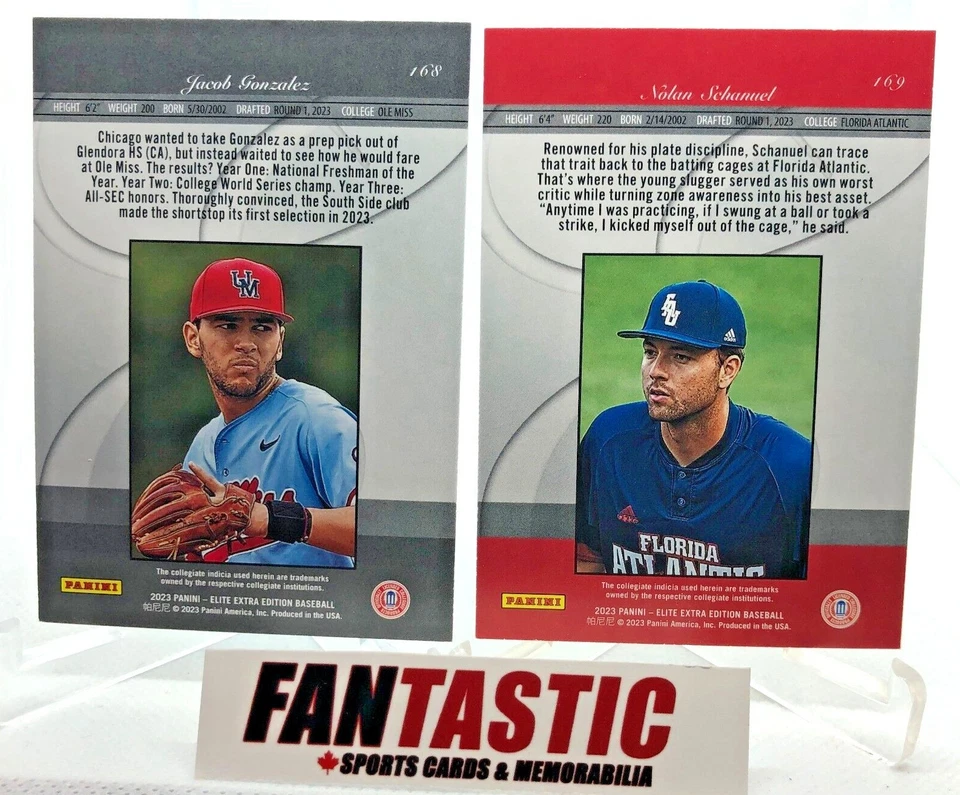 Jacob Gonzalez
168
HEIGHT 6'2" WEIGHT 200 BORN 5/30/2002 DRAFTED ROUND 1, 2023 COLLEGE OLE MISS
Chicago wanted to take Gonzalez as a prep pick out of
Glendora HS (CA), but instead waited to see how he would fare
at Ole Miss. The results? Year One: National Freshman of the
Year. Year Two: College World Series champ. Year Three:
All-SEC honors. Thoroughly convinced, the South Side club
made the shortstop its first selection in 2023.
UM
The collegiate indicia used herein are trademarks
owned by the respective collegiate institutions.
PANINI
2023 PANINI – ELITE EXTRA EDITION BASEBALL
帕尼尼 © 2023 Panini America, Inc. Produced in the USA.
Nolan Schanuel
169
HEIGHT 6'4" WEIGHT 220 BORN 2/14/2002 DRAFTED ROUND 1, 2023 COLLEGE FLORIDA ATLANTIC
Renowned for his plate discipline, Schanuel can trace
that trait back to the batting cages at Florida Atlantic.
That's where the young slugger served as his own worst
critic while turning zone awareness into his best asset.
"Anytime I was practicing, if I swung at a ball or took a
strike, I kicked myself out of the cage," he said.
FAU
adidas
FLORIDA
ATLANTIC
The collegiate indicia used herein are trademarks
owned by the respective collegiate institutions.
PANINI
2023 PANINI – ELITE EXTRA EDITION BASEBALL
帕尼尼 © 2023 Panini America, Inc. Produced in the USA.
FANTASTIC
SPORTS CARDS & MEMORABILIA